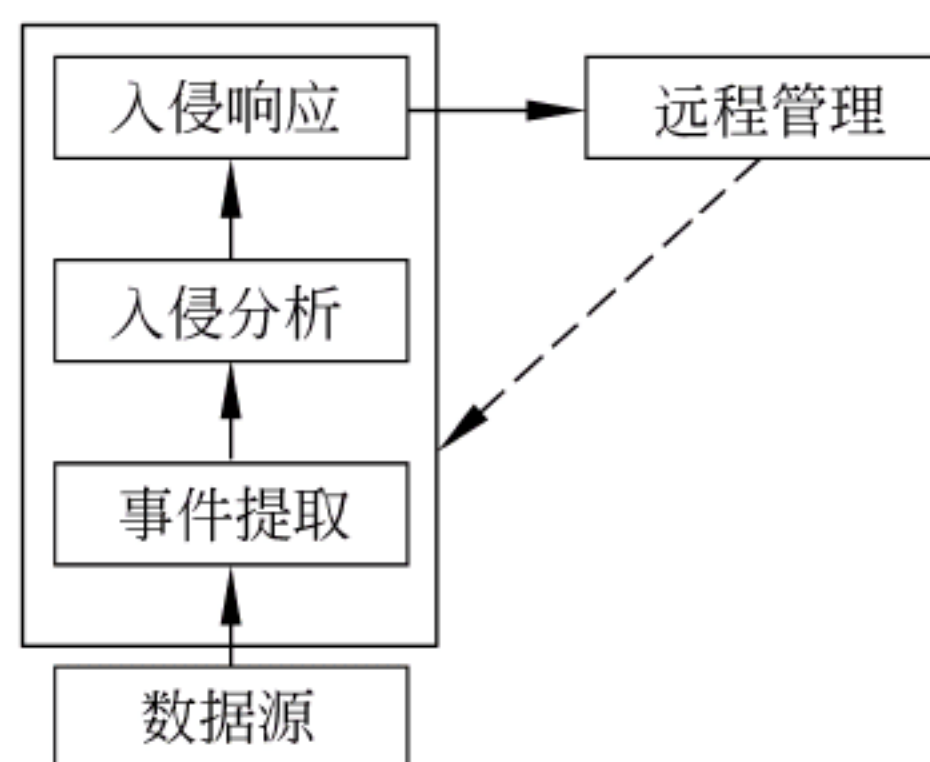 入侵响应
远程管理
入侵分析
事件提取
数据源